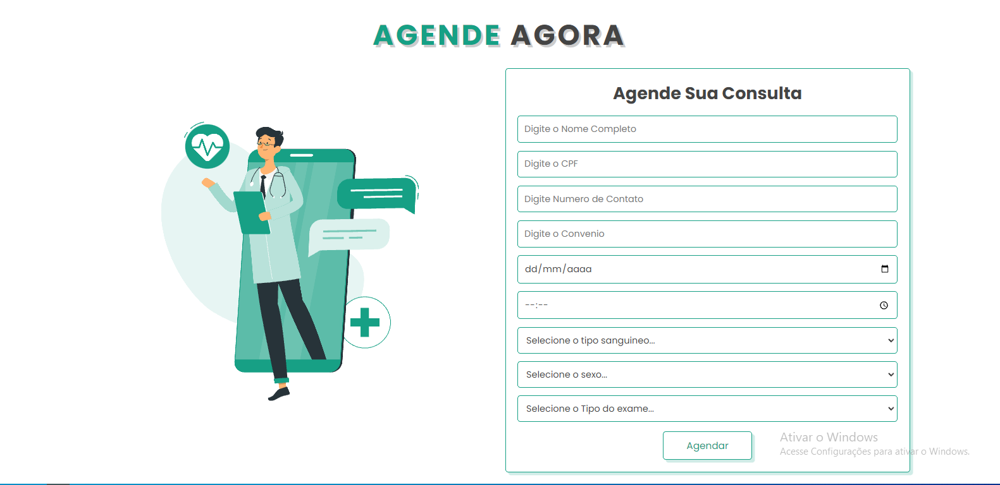 AGENDE AGORA
Agende Sua Consulta
Digite o Nome Completo
Digite o CPF
Digite Numero de Contato
Digite o Convenio
dd/mm/aaaa
--:--
Selecione o tipo sanguineo...
Selecione o sexo...
Selecione o Tipo do exame...
Agendar
Ativar o Windows
Acesse Configurações para ativar o Windows.